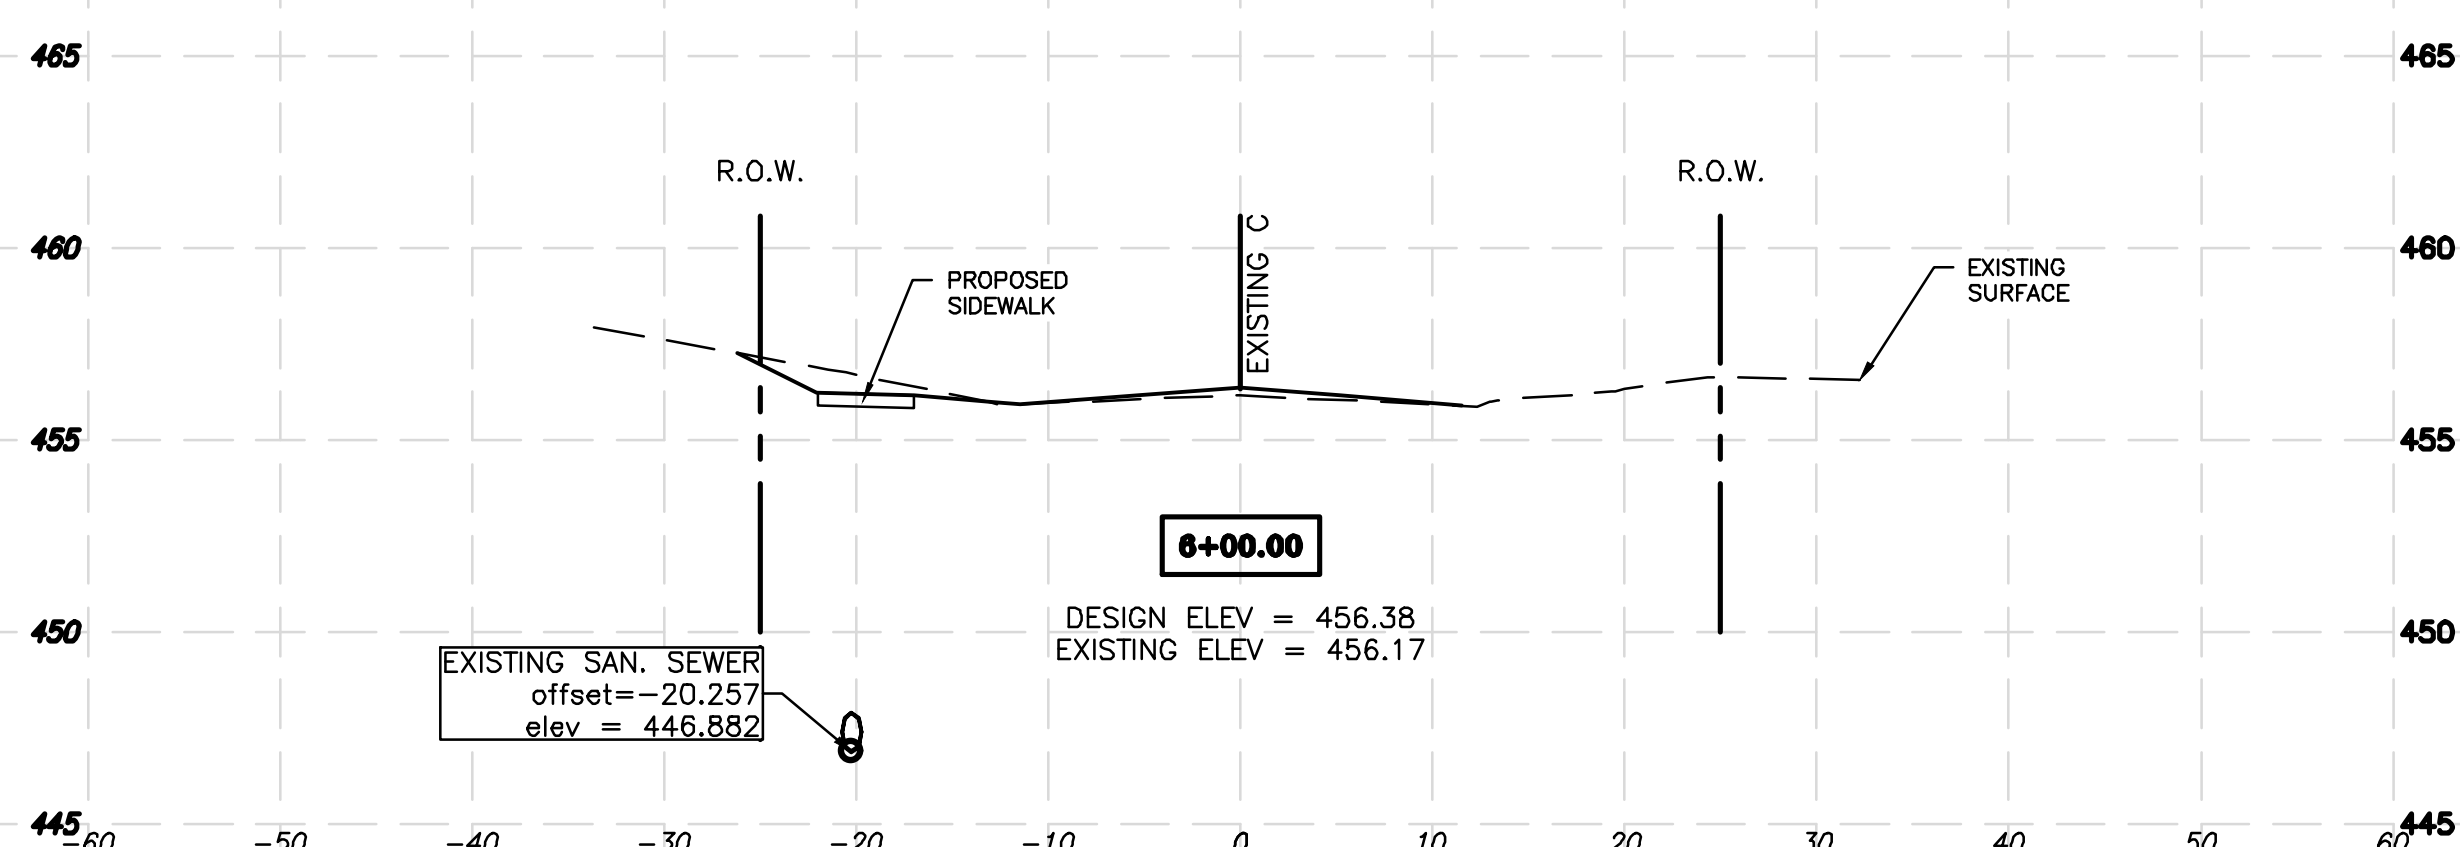 465 465
R.O.W. R.O.W.
460 460
EXISTING C
PROPOSED
SIDEWALK
EXISTING
SURFACE
455 455
6+00.00
DESIGN ELEV = 456.38
EXISTING ELEV = 456.17
450 450
EXISTING SAN. SEWER
offset=-20.257
elev = 446.882
445 445
-60 -50 -40 -30 -20 -10 0 10 20 30 40 50 60